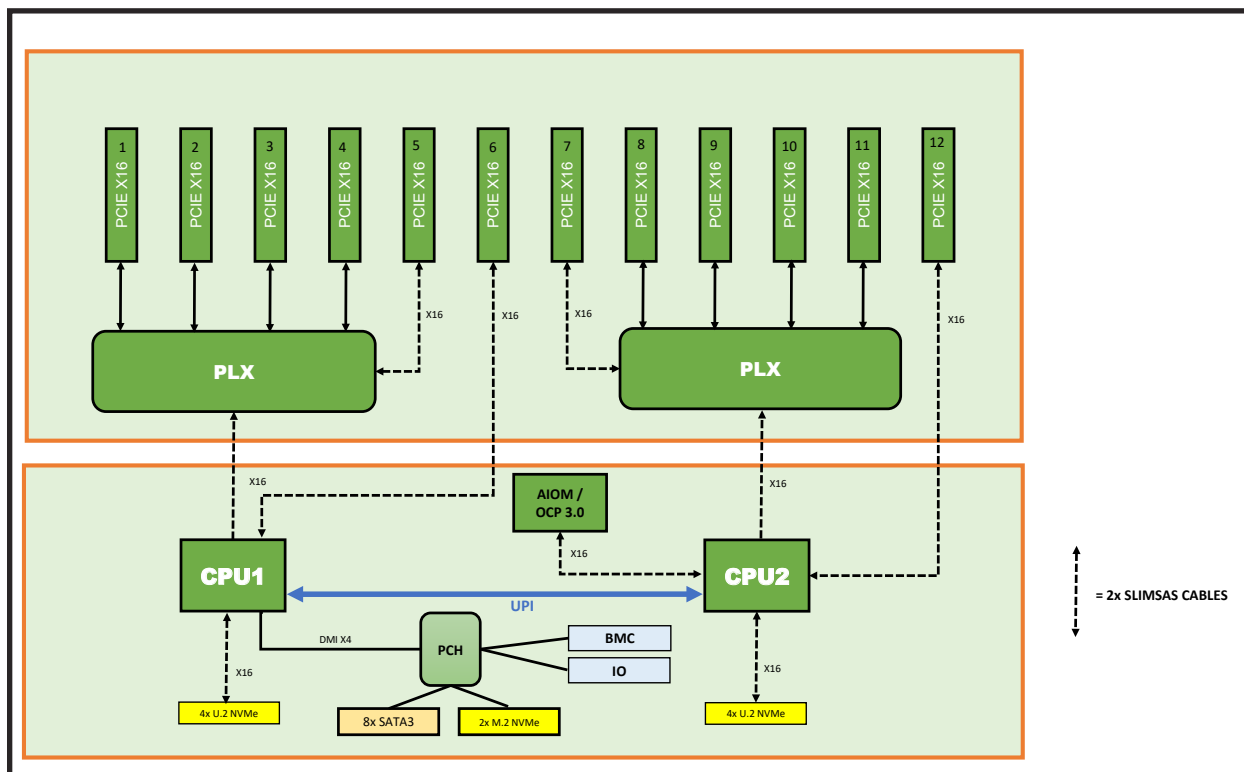 1
2
3
4
5
6
7
8
9
10
11
12
PCIE X16
PCIE X16
PCIE X16
PCIE X16
PCIE X16
PCIE X16
PCIE X16
PCIE X16
PCIE X16
PCIE X16
PCIE X16
PCIE X16
X16
X16
X16
X16
PLX
PLX
X16
X16
AIOM /
OCP 3.0
X16
CPU1
CPU2
UPI
= 2x SLIMSAS CABLES
DMI X4
PCH
BMC
IO
X16
X16
4x U.2 NVMe
8x SATA3
2x M.2 NVMe
4x U.2 NVMe